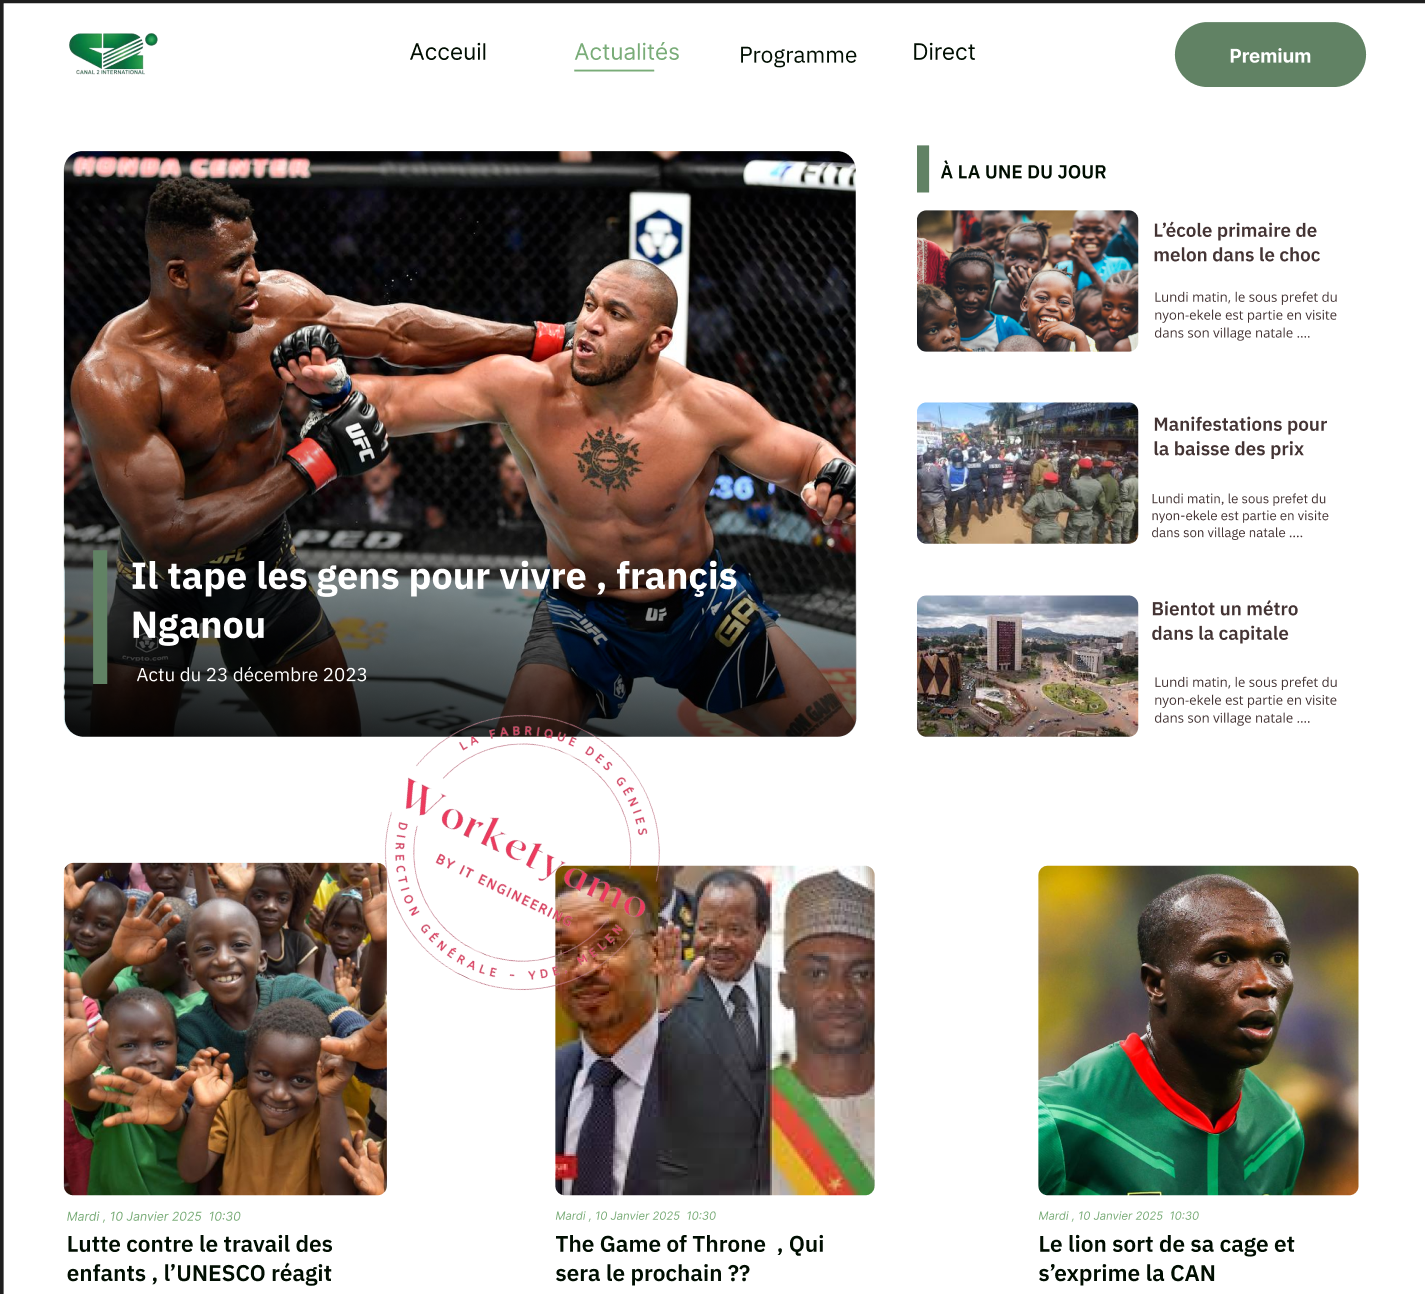 CANAL 2 INTERNATIONAL
Acceuil
Actualités
Programme
Direct
Premium
HONDA CENTER
UFC
UFC
Il tape les gens pour vivre , françis
Nganou
crypto.com
Actu du 23 décembre 2023
À LA UNE DU JOUR
L’école primaire de
melon dans le choc
Lundi matin, le sous prefet du
nyon-ekele est partie en visite
dans son village natale ....
Manifestations pour
la baisse des prix
Lundi matin, le sous prefet du
nyon-ekele est partie en visite
dans son village natale ....
Bientot un métro
dans la capitale
Lundi matin, le sous prefet du
nyon-ekele est partie en visite
dans son village natale ....
LA FABRIQUE DES GÉNIES
Worketyamo
BY IT ENGINEERING
DIRECTION GÉNÉRALE - YDE
Mardi , 10 Janvier 2025 10:30
Lutte contre le travail des
enfants , l’UNESCO réagit
Mardi , 10 Janvier 2025 10:30
The Game of Throne , Qui
sera le prochain ??
Mardi , 10 Janvier 2025 10:30
Le lion sort de sa cage et
s’exprime la CAN